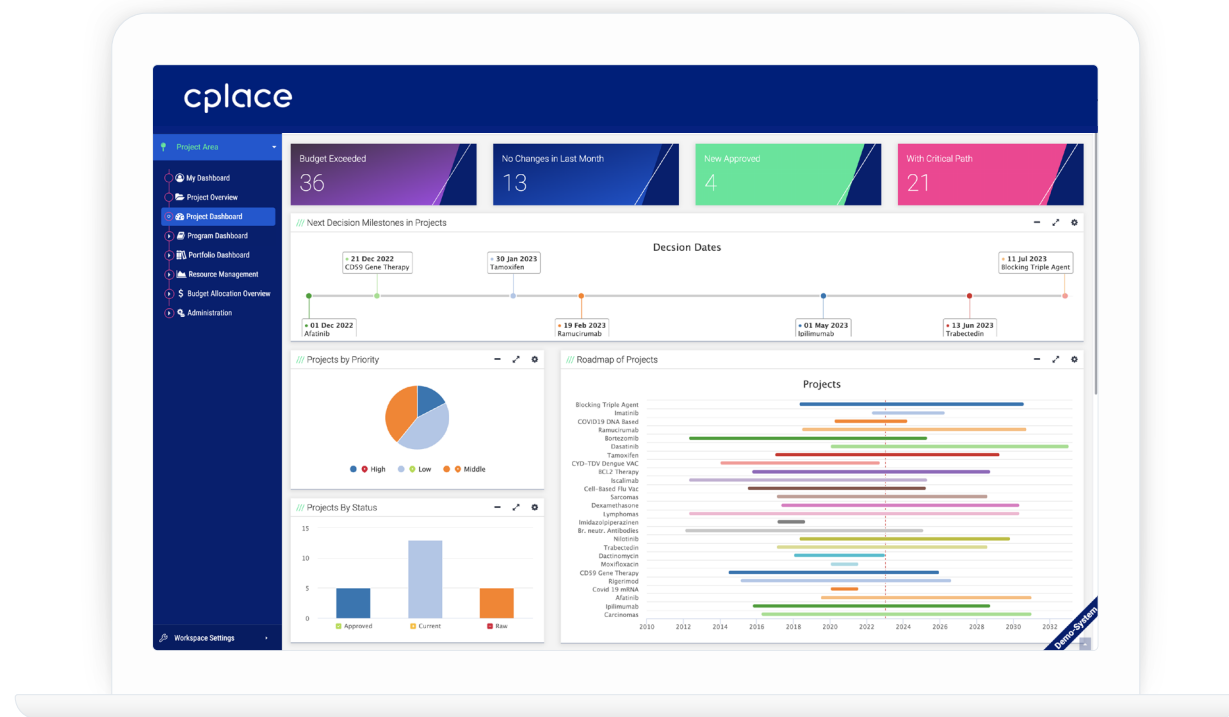 cplace
Project Area
My Dashboard
Project Overview
Project Dashboard
Program Dashboard
Portfolio Dashboard
Resource Management
$ Budget Allocation Overview
Administration
Workspace Settings
Budget Exceeded
36
No Changes in Last Month
13
New Approved
4
With Critical Path
21
/// Next Decision Milestones in Projects
Decsion Dates
21 Dec 2022
CD59 Gene Therapy
30 Jan 2023
Tamoxifen
11 Jul 2023
Blocking Triple Agent
01 Dec 2022
Afatinib
19 Feb 2023
Ramucirumab
01 May 2023
Ipilimumab
13 Jun 2023
Trabectedin
/// Projects by Priority
High Low Middle
/// Projects By Status
15
10
5
0
Approved Current Raw
/// Roadmap of Projects
Projects
Blocking Triple Agent
Imatinib
COVID19 DNA Based
Ramucirumab
Bortezomib
Dasatinib
Tamoxifen
CYD-TDV Dengue VAC
BCL2 Therapy
Iscalimab
Cell-Based Flu Vac
Sarcomas
Dexamethasone
Lymphomas
Imidazolpiperazinen
Br. neutr. Antibodies
Nilotinib
Trabectedin
Dactinomycin
Moxifloxacin
CD59 Gene Therapy
Rigerimod
Covid 19 mRNA
Afatinib
Ipilimumab
Carcinomas
2010 2012 2014 2016 2018 2020 2022 2024 2026 2028 2030 2032
Demo-System